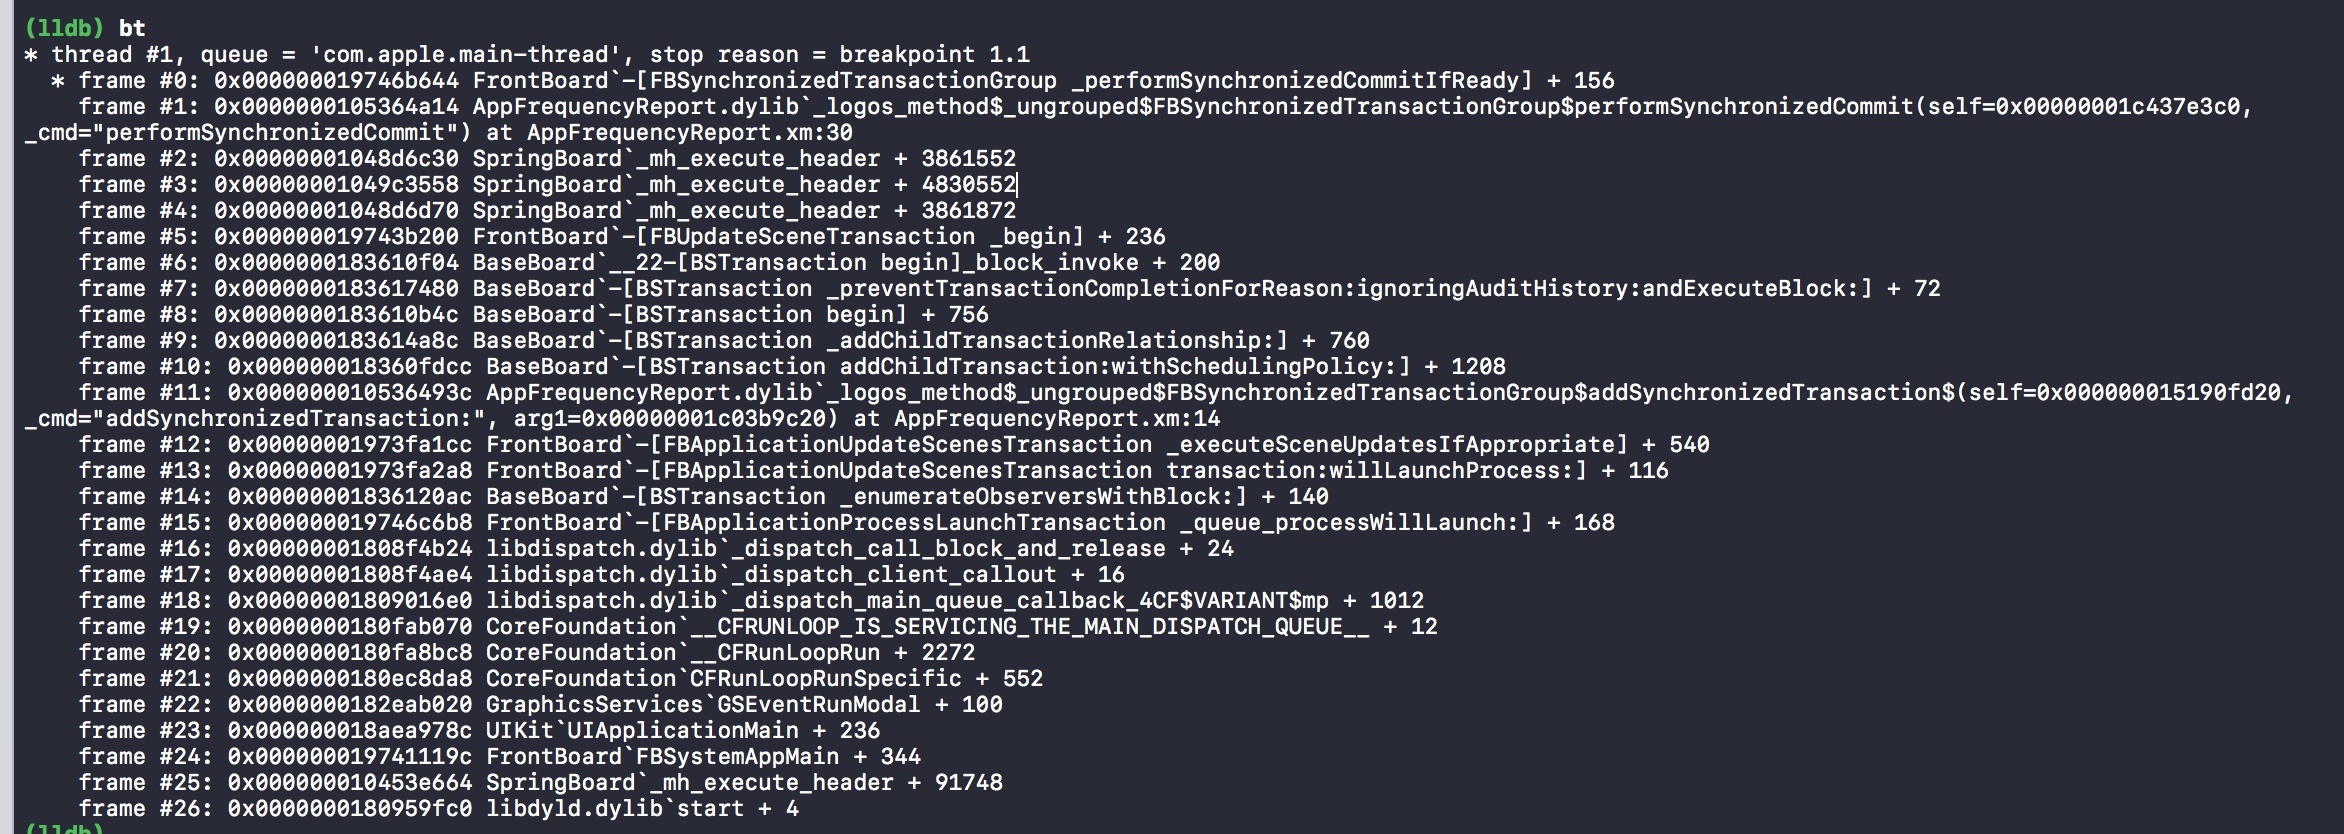 (lldb) bt
* thread #1, queue = 'com.apple.main-thread', stop reason = breakpoint 1.1
  * frame #0: 0x000000019746b644 FrontBoard`-[FBSynchronizedTransactionGroup _performSynchronizedCommitIfReady] + 156
    frame #1: 0x0000000105364a14 AppFrequencyReport.dylib`_logos_method$_ungrouped$FBSynchronizedTransactionGroup$performSynchronizedCommit(self=0x00000001c437e3c0,
_cmd="performSynchronizedCommit") at AppFrequencyReport.xm:30
    frame #2: 0x00000001048d6c30 SpringBoard`_mh_execute_header + 3861552
    frame #3: 0x00000001049c3558 SpringBoard`_mh_execute_header + 4830552
    frame #4: 0x00000001048d6d70 SpringBoard`_mh_execute_header + 3861872
    frame #5: 0x000000019743b200 FrontBoard`-[FBUpdateSceneTransaction _begin] + 236
    frame #6: 0x0000000183610f04 BaseBoard`__22-[BSTransaction begin]_block_invoke + 200
    frame #7: 0x0000000183617480 BaseBoard`-[BSTransaction _preventTransactionCompletionForReason:ignoringAuditHistory:andExecuteBlock:] + 72
    frame #8: 0x0000000183610b4c BaseBoard`-[BSTransaction begin] + 756
    frame #9: 0x0000000183614a8c BaseBoard`-[BSTransaction _addChildTransactionRelationship:] + 760
    frame #10: 0x000000018360fdcc BaseBoard`-[BSTransaction addChildTransaction:withSchedulingPolicy:] + 1208
    frame #11: 0x000000010536493c AppFrequencyReport.dylib`_logos_method$_ungrouped$FBSynchronizedTransactionGroup$addSynchronizedTransaction$(self=0x000000015190fd20,
_cmd="addSynchronizedTransaction:", arg1=0x00000001c03b9c20) at AppFrequencyReport.xm:14
    frame #12: 0x00000001973fa1cc FrontBoard`-[FBApplicationUpdateScenesTransaction _executeSceneUpdatesIfAppropriate] + 540
    frame #13: 0x00000001973fa2a8 FrontBoard`-[FBApplicationUpdateScenesTransaction transaction:willLaunchProcess:] + 116
    frame #14: 0x00000001836120ac BaseBoard`-[BSTransaction _enumerateObserversWithBlock:] + 140
    frame #15: 0x000000019746c6b8 FrontBoard`-[FBApplicationProcessLaunchTransaction _queue_processWillLaunch:] + 168
    frame #16: 0x00000001808f4b24 libdispatch.dylib`_dispatch_call_block_and_release + 24
    frame #17: 0x00000001808f4ae4 libdispatch.dylib`_dispatch_client_callout + 16
    frame #18: 0x00000001809016e0 libdispatch.dylib`_dispatch_main_queue_callback_4CF$VARIANT$mp + 1012
    frame #19: 0x0000000180fab070 CoreFoundation`__CFRUNLOOP_IS_SERVICING_THE_MAIN_DISPATCH_QUEUE__ + 12
    frame #20: 0x0000000180fa8bc8 CoreFoundation`__CFRunLoopRun + 2272
    frame #21: 0x0000000180ec8da8 CoreFoundation`CFRunLoopRunSpecific + 552
    frame #22: 0x0000000182eab020 GraphicsServices`GSEventRunModal + 100
    frame #23: 0x000000018aea978c UIKit`UIApplicationMain + 236
    frame #24: 0x000000019741119c FrontBoard`FBSystemAppMain + 344
    frame #25: 0x000000010453e664 SpringBoard`_mh_execute_header + 91748
    frame #26: 0x0000000180959fc0 libdyld.dylib`start + 4
(lldb)